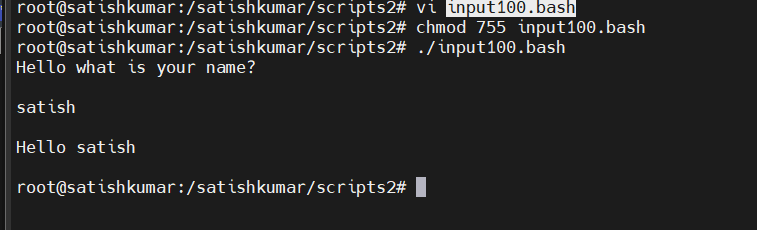 root@satishkumar:/satishkumar/scripts2# vi input100.bash
root@satishkumar:/satishkumar/scripts2# chmod 755 input100.bash
root@satishkumar:/satishkumar/scripts2# ./input100.bash
Hello what is your name?
satish
Hello satish
root@satishkumar:/satishkumar/scripts2#